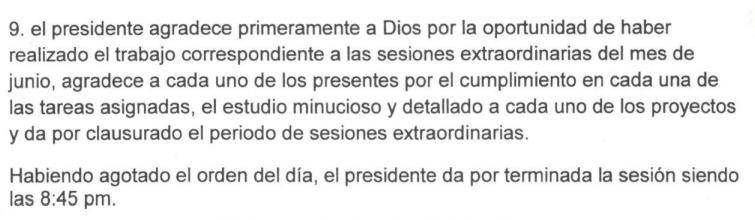 9. el presidente agradece primeramente a Dios por la oportunidad de haber
realizado el trabajo correspondiente a las sesiones extraordinarias del mes de
junio, agradece a cada uno de los presentes por el cumplimiento en cada una de
las tareas asignadas, el estudio minucioso y detallado a cada uno de los proyectos
y da por clausurado el periodo de sesiones extraordinarias.
Habiendo agotado el orden del día, el presidente da por terminada la sesión siendo
las 8:45 pm.